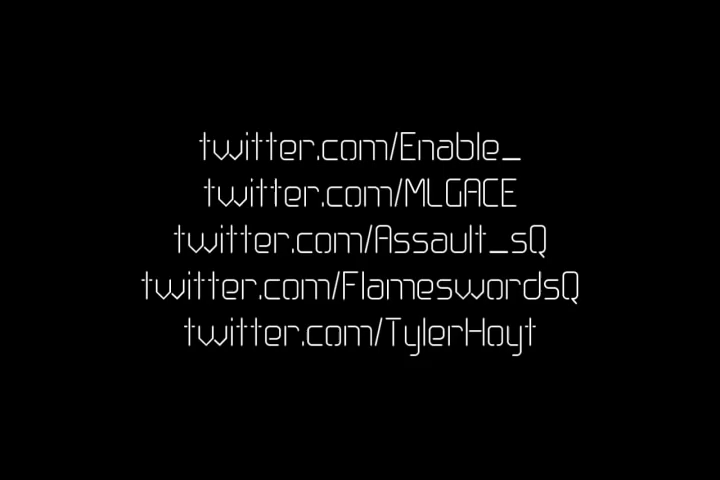 twitter.com/Enable_
twitter.com/MLGACE
twitter.com/Assault_sQ
twitter.com/FlameswordsQ
twitter.com/TylerHoyt